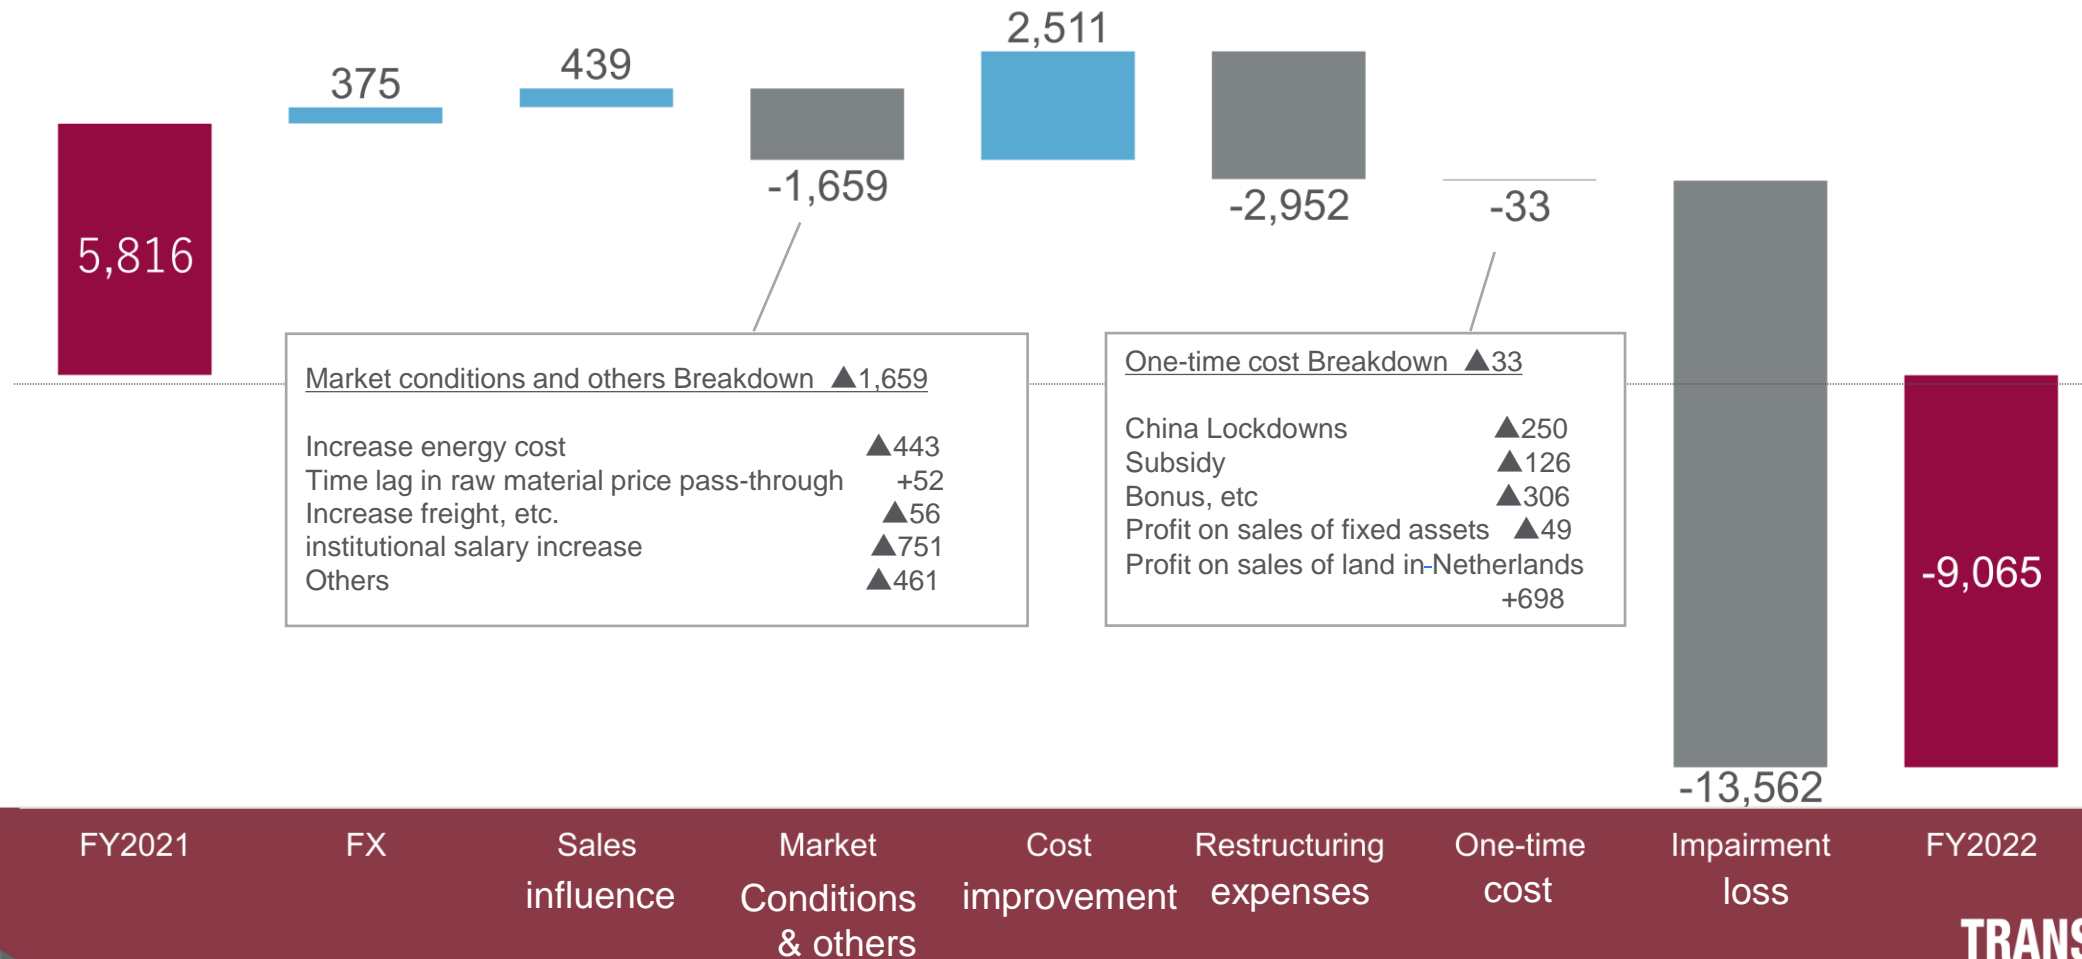 375
439
2,511
-1,659
-2,952
-33
5,816
Market conditions and others Breakdown ▲1,659
Increase energy cost ▲443
Time lag in raw material price pass-through +52
Increase freight, etc. ▲56
institutional salary increase ▲751
Others ▲461
One-time cost Breakdown ▲33
China Lockdowns ▲250
Subsidy ▲126
Bonus, etc ▲306
Profit on sales of fixed assets ▲49
Profit on sales of land in-Netherlands
+698
-9,065
-13,562
FY2021
FX
Sales
influence
Market
Conditions
& others
Cost
improvement
Restructuring
expenses
One-time
cost
Impairment
loss
FY2022
TRANS